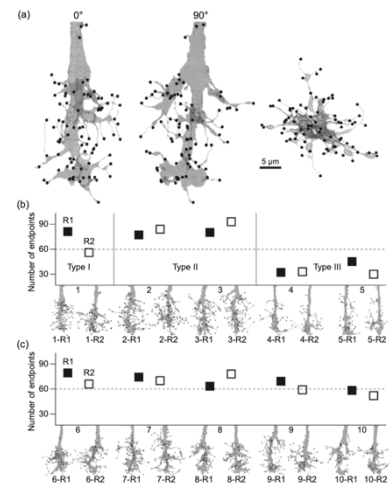 (a)
0° 90°
5 µm
(b)
Number of endpoints
90
60
30
R1
R2
Type I Type II Type III
1 2 3 4 5
1-R1 1-R2 2-R1 2-R2 3-R1 3-R2 4-R1 4-R2 5-R1 5-R2
(c)
Number of endpoints
90
60
30
R1
R2
6 7 8 9 10
6-R1 6-R2 7-R1 7-R2 8-R1 8-R2 9-R1 9-R2 10-R1 10-R2